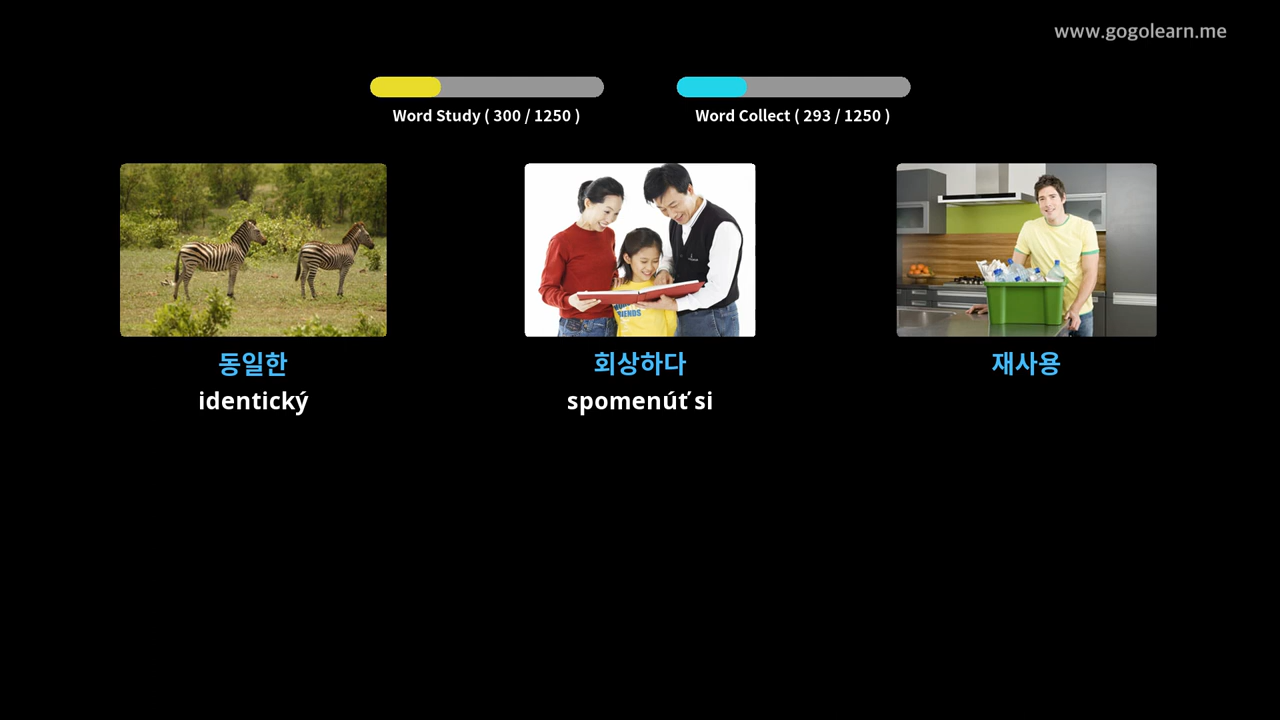 www.gogolearn.me
Word Study ( 300 / 1250 )
Word Collect ( 293 / 1250 )
동일한
identický
회상하다
spomenúť si
재사용